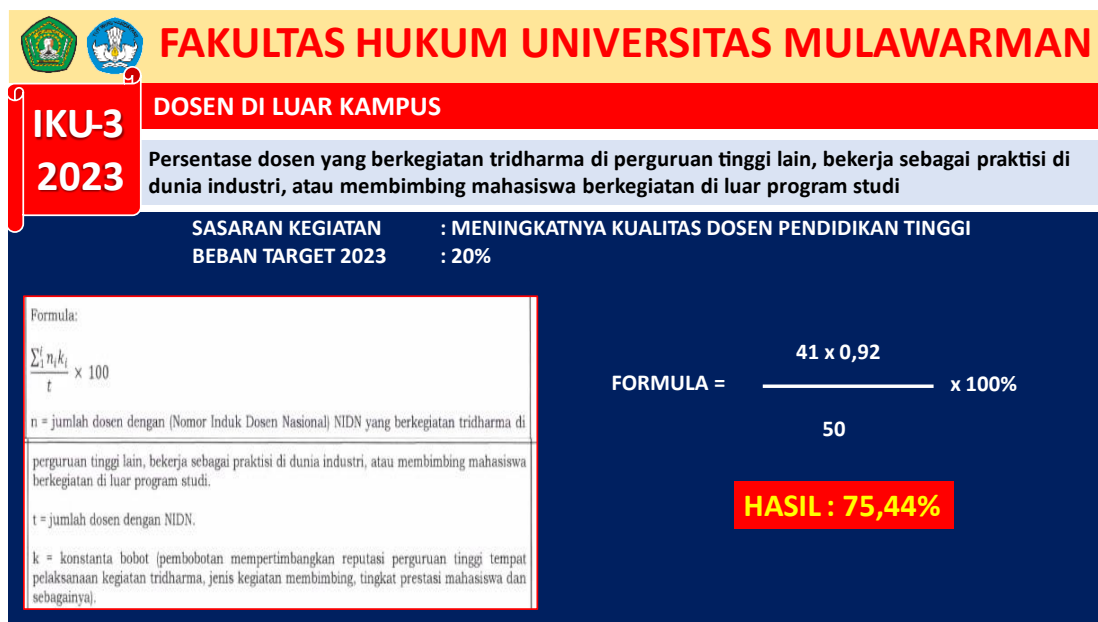 FAKULTAS HUKUM UNIVERSITAS MULAWARMAN
IKU-3
2023
DOSEN DI LUAR KAMPUS
Persentase dosen yang berkegiatan tridharma di perguruan tinggi lain, bekerja sebagai praktisi di
dunia industri, atau membimbing mahasiswa berkegiatan di luar program studi
SASARAN KEGIATAN : MENINGKATNYA KUALITAS DOSEN PENDIDIKAN TINGGI
BEBAN TARGET 2023 : 20%
Formula:
∑₁ᵗ nᵢkᵢ
t
× 100
n = jumlah dosen dengan (Nomor Induk Dosen Nasional) NIDN yang berkegiatan tridharma di
perguruan tinggi lain, bekerja sebagai praktisi di dunia industri, atau membimbing mahasiswa
berkegiatan di luar program studi.
t = jumlah dosen dengan NIDN.
k = konstanta bobot (pembobotan mempertimbangkan reputasi perguruan tinggi tempat
pelaksanaan kegiatan tridharma, jenis kegiatan membimbing, tingkat prestasi mahasiswa dan
sebagainya).
41 x 0,92
FORMULA = x 100%
50
HASIL : 75,44%